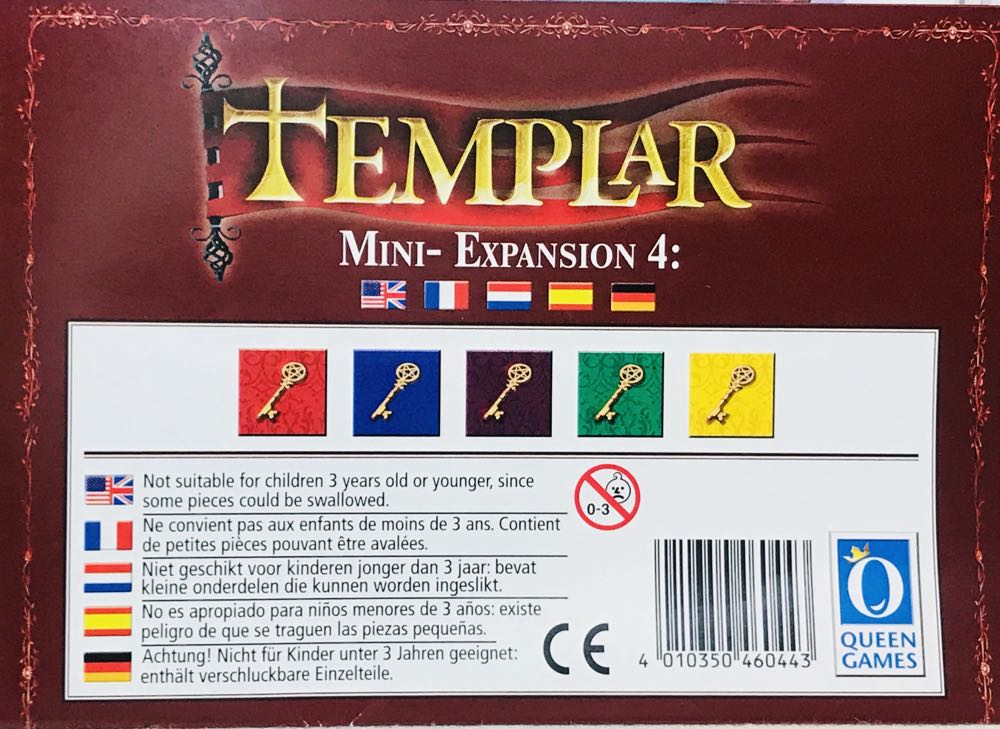 TEMPLAR
MINI- EXPANSION 4:
Not suitable for children 3 years old or younger, since
some pieces could be swallowed.
0-3
Ne convient pas aux enfants de moins de 3 ans. Contient
de petites pièces pouvant être avalées.
Niet geschikt voor kinderen jonger dan 3 jaar: bevat
kleine onderdelen die kunnen worden ingeslikt.
No es apropiado para niños menores de 3 años: existe
peligro de que se traguen las piezas pequeñas.
Achtung! Nicht für Kinder unter 3 Jahren geeignet:
enthält verschluckbare Einzelteile.
CE
4 010350 460443
Q
QUEEN
GAMES